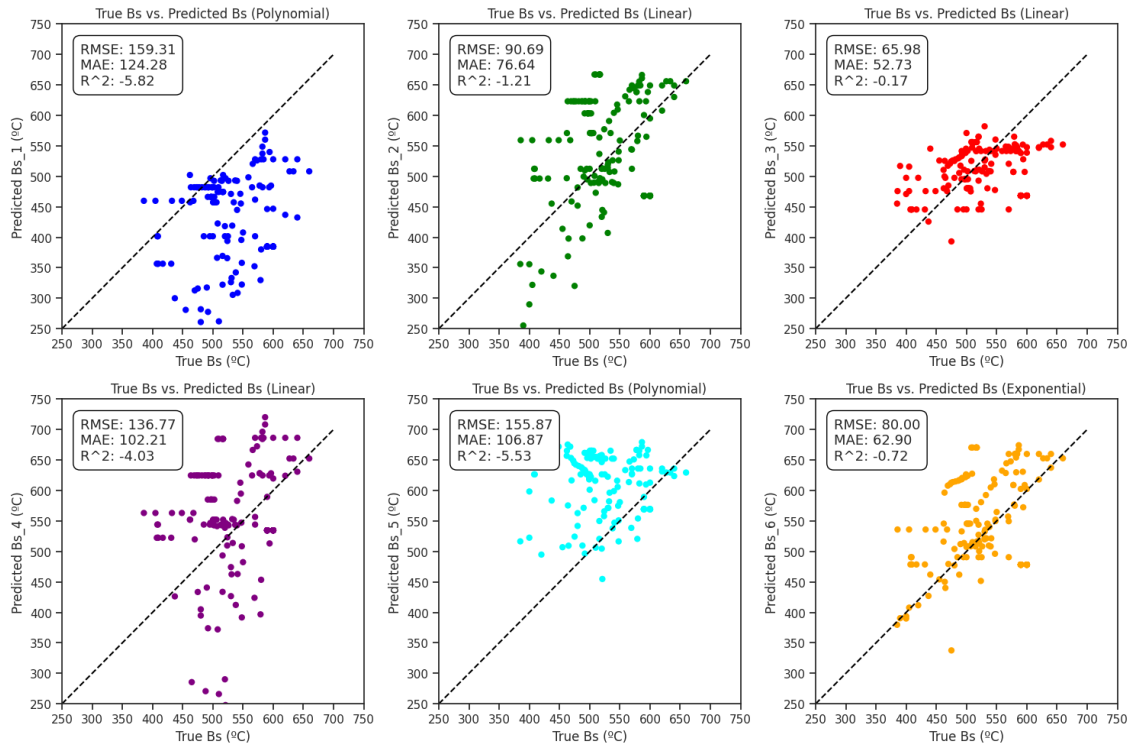 True Bs vs. Predicted Bs (Polynomial)
750
700
650
600
550
500
450
400
350
300
250
RMSE: 159.31
MAE: 124.28
R^2: -5.82
Predicted Bs_1 (ºC)
250 300 350 400 450 500 550 600 650 700 750
True Bs (ºC)
True Bs vs. Predicted Bs (Linear)
750
700
650
600
550
500
450
400
350
300
250
RMSE: 90.69
MAE: 76.64
R^2: -1.21
Predicted Bs_2 (ºC)
250 300 350 400 450 500 550 600 650 700 750
True Bs (ºC)
True Bs vs. Predicted Bs (Linear)
750
700
650
600
550
500
450
400
350
300
250
RMSE: 65.98
MAE: 52.73
R^2: -0.17
Predicted Bs_3 (ºC)
250 300 350 400 450 500 550 600 650 700 750
True Bs (ºC)
True Bs vs. Predicted Bs (Linear)
750
700
650
600
550
500
450
400
350
300
250
RMSE: 136.77
MAE: 102.21
R^2: -4.03
Predicted Bs_4 (ºC)
250 300 350 400 450 500 550 600 650 700 750
True Bs (ºC)
True Bs vs. Predicted Bs (Polynomial)
750
700
650
600
550
500
450
400
350
300
250
RMSE: 155.87
MAE: 106.87
R^2: -5.53
Predicted Bs_5 (ºC)
250 300 350 400 450 500 550 600 650 700 750
True Bs (ºC)
True Bs vs. Predicted Bs (Exponential)
750
700
650
600
550
500
450
400
350
300
250
RMSE: 80.00
MAE: 62.90
R^2: -0.72
Predicted Bs_6 (ºC)
250 300 350 400 450 500 550 600 650 700 750
True Bs (ºC)